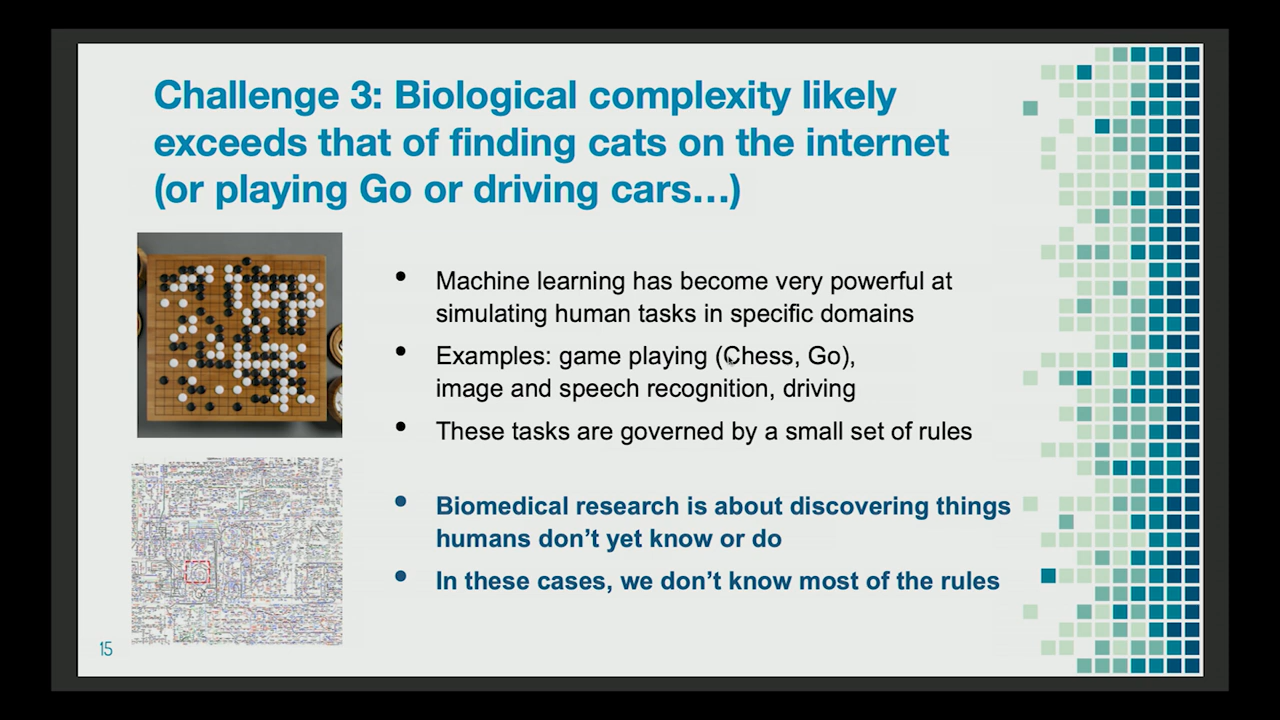 Challenge 3: Biological complexity likely
exceeds that of finding cats on the internet
(or playing Go or driving cars...)
• Machine learning has become very powerful at
simulating human tasks in specific domains
• Examples: game playing (Chess, Go),
image and speech recognition, driving
• These tasks are governed by a small set of rules
• Biomedical research is about discovering things
humans don't yet know or do
• In these cases, we don't know most of the rules
15